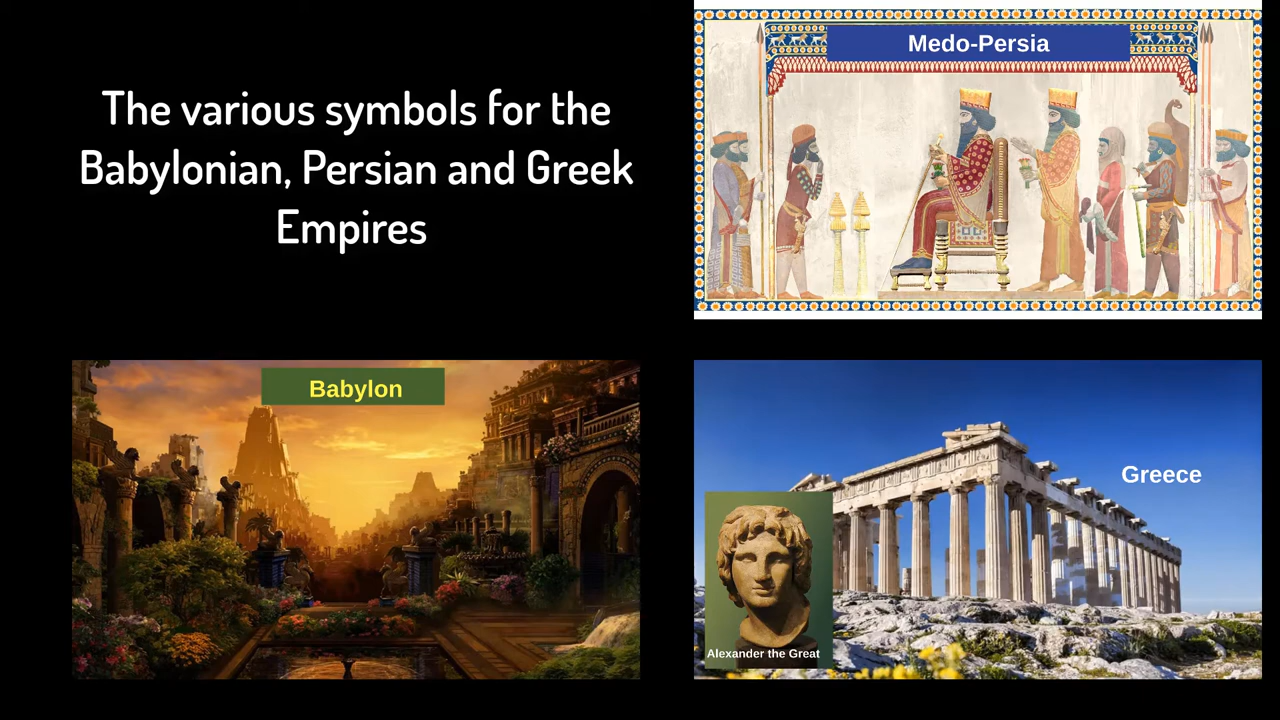 The various symbols for the
Babylonian, Persian and Greek
Empires
Medo-Persia
Babylon
Greece
Alexander the Great